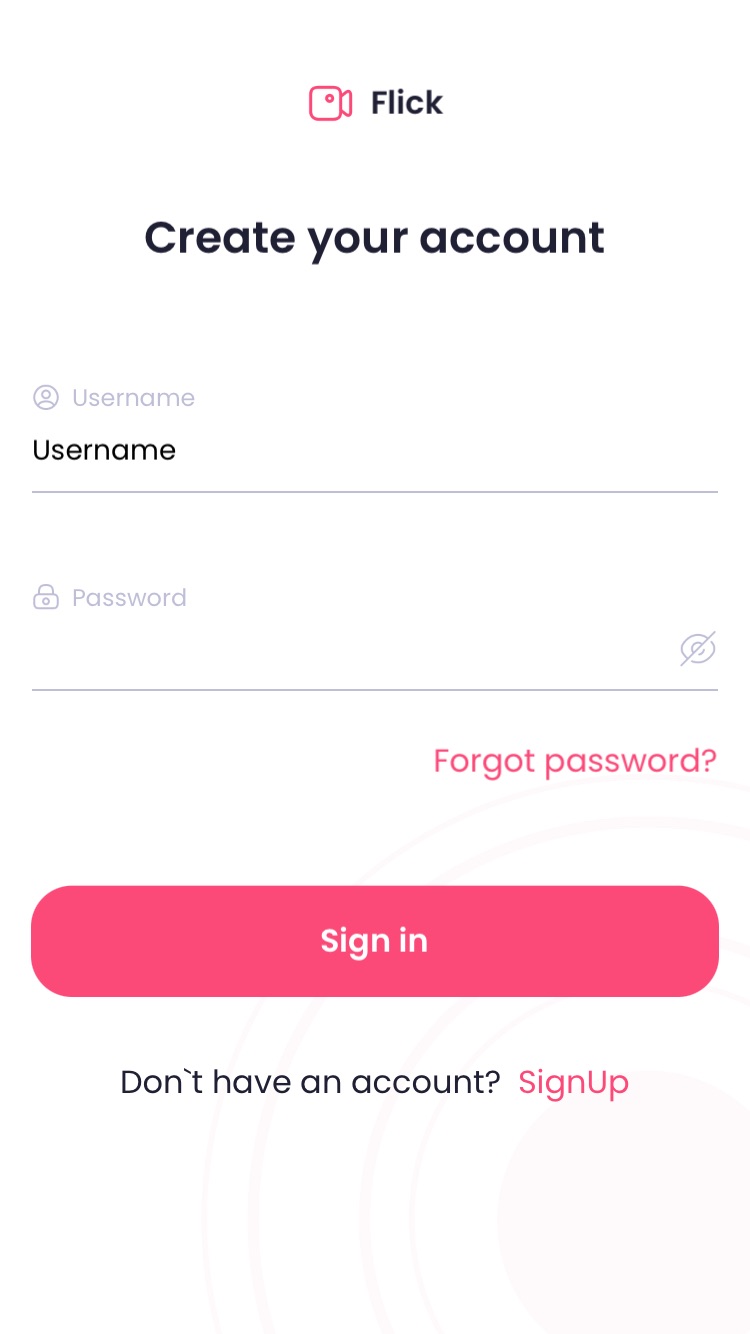 Flick
Create your account
Username
Username
Password
Forgot password?
Sign in
Don`t have an account? SignUp